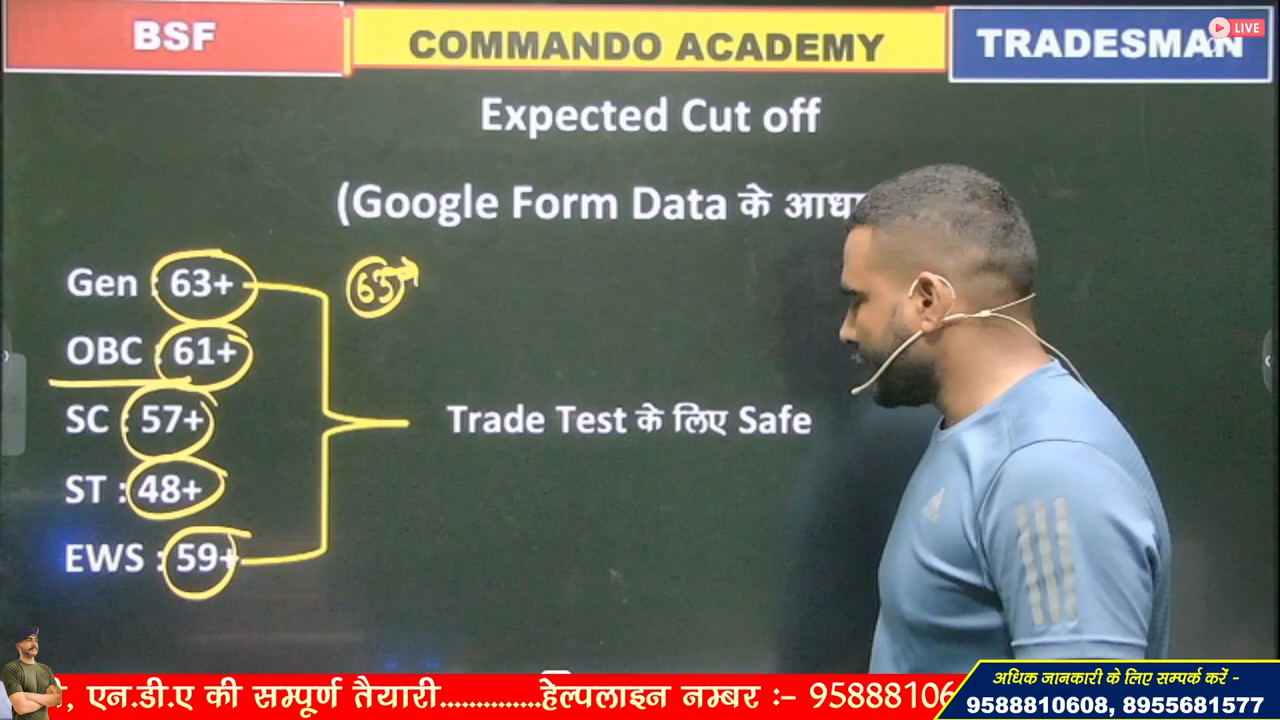 BSF
COMMANDO ACADEMY
TRADESMAN
LIVE
Expected Cut off
(Google Form Data के
Gen : 63+
65+
OBC : 61+
SC : 57+
Trade Test के लिए Safe
ST : 48+
EWS : 59+
एन.डी.ए की सम्पूर्ण तैयारी..............हेल्पलाइन नम्बर :- 9588810
अधिक जानकारी के लिए सम्पर्क करें -
9588810608, 8955681577